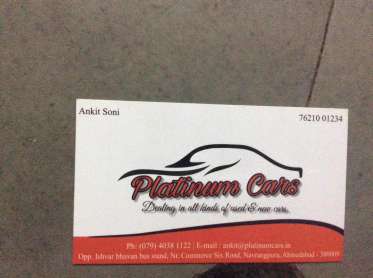 Ankit Soni
76210 01234
Platinum Cars
Dealing in all kinds of used & new cars.
Ph: (079) 4038 1122 | E-mail : ankit@platinumcars.in
Opp. Ishvar bhavan bus stand, Nr. Commerce Six Road, Navrangpura, Ahmedabad - 380009